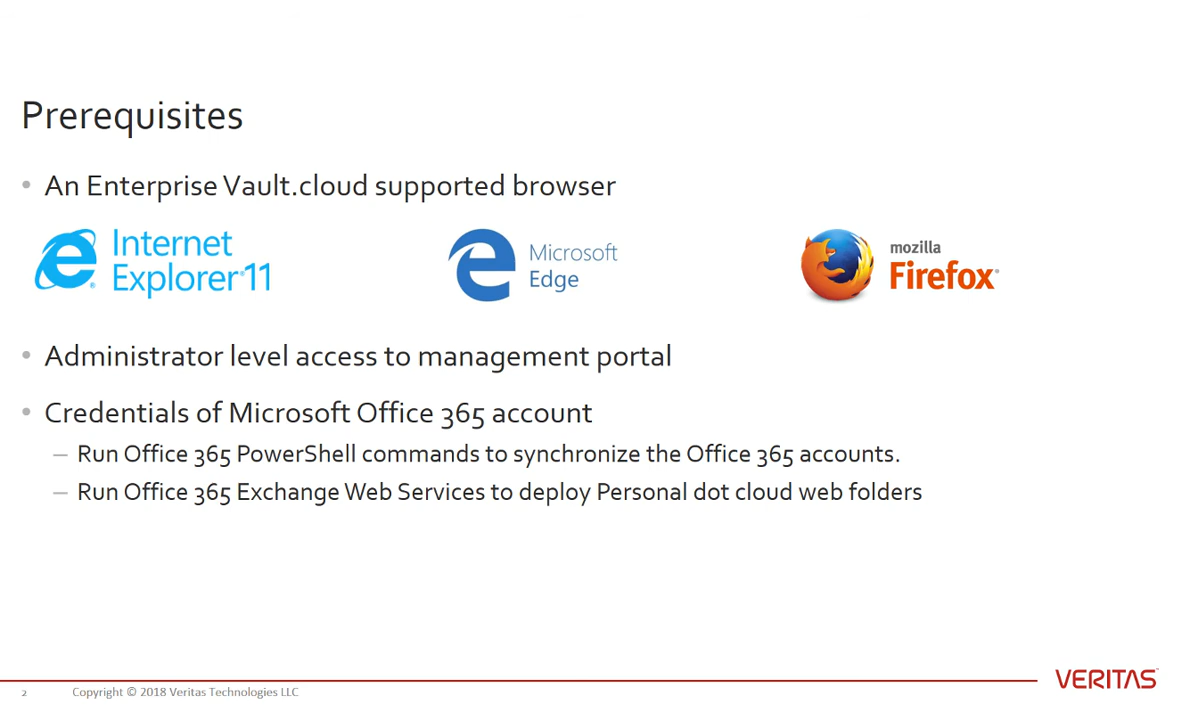 Prerequisites
• An Enterprise Vault.cloud supported browser
Internet
Explorer®11
Microsoft
Edge
mozilla
Firefox®
• Administrator level access to management portal
• Credentials of Microsoft Office 365 account
– Run Office 365 PowerShell commands to synchronize the Office 365 accounts.
– Run Office 365 Exchange Web Services to deploy Personal dot cloud web folders
2
Copyright © 2018 Veritas Technologies LLC
VERITAS™